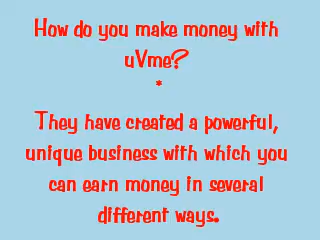 How do you make money with
uVme?
*
They have created a powerful,
unique business with which you
can earn money in several
different ways.